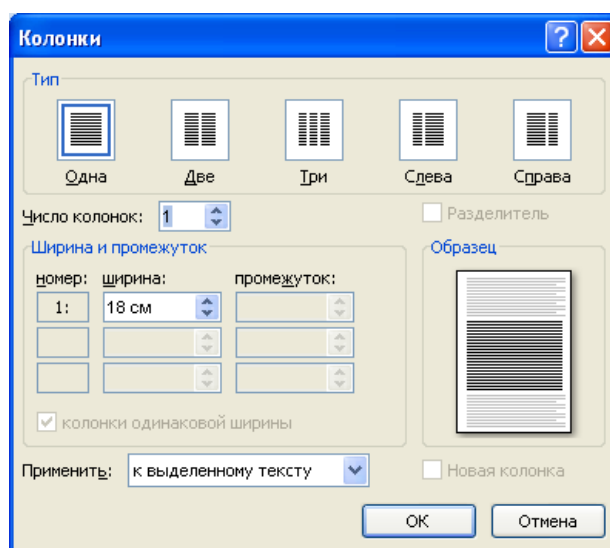 Колонки
Тип
Одна Две Три Слева Справа
Число колонок: 1 Разделитель
Ширина и промежуток Образец
номер: ширина: промежуток:
1: 18 см
колонки одинаковой ширины
Применить: к выделенному тексту Новая колонка
ОК Отмена